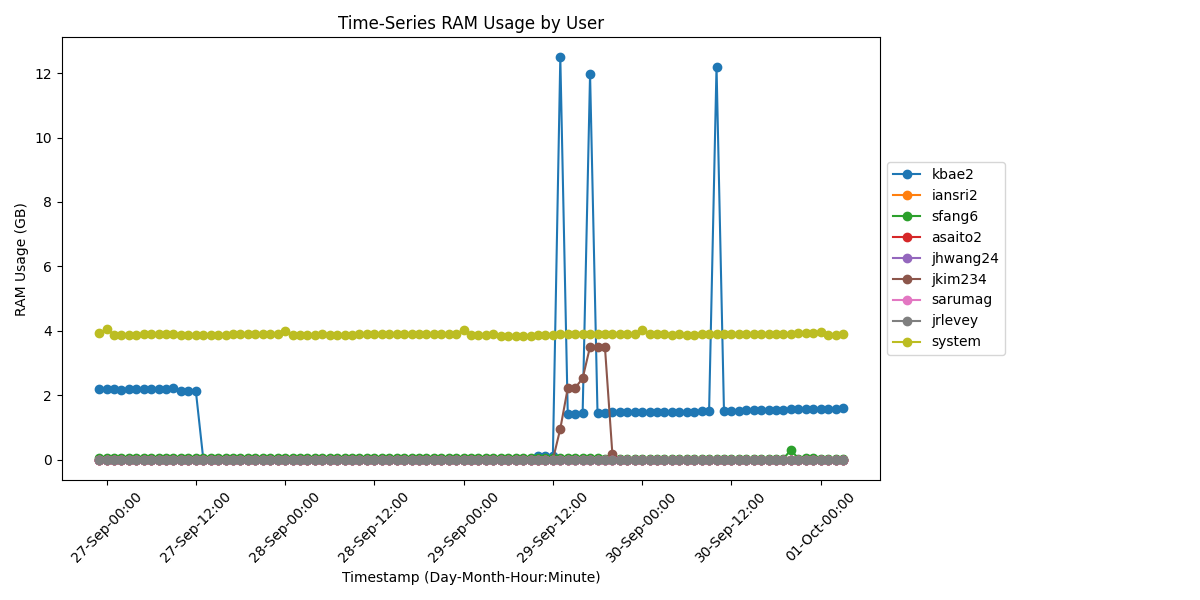 Time-Series RAM Usage by User
RAM Usage (GB)
12
10
8
6
4
2
0
27-Sep-00:00
27-Sep-12:00
28-Sep-00:00
28-Sep-12:00
29-Sep-00:00
29-Sep-12:00
30-Sep-00:00
30-Sep-12:00
01-Oct-00:00
Timestamp (Day-Month-Hour:Minute)
kbae2
iansri2
sfang6
asaito2
jhwang24
jkim234
sarumag
jrlevey
system